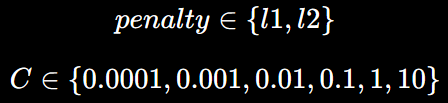 penalty ∈ {l1, l2}
C ∈ {0.0001, 0.001, 0.01, 0.1, 1, 10}